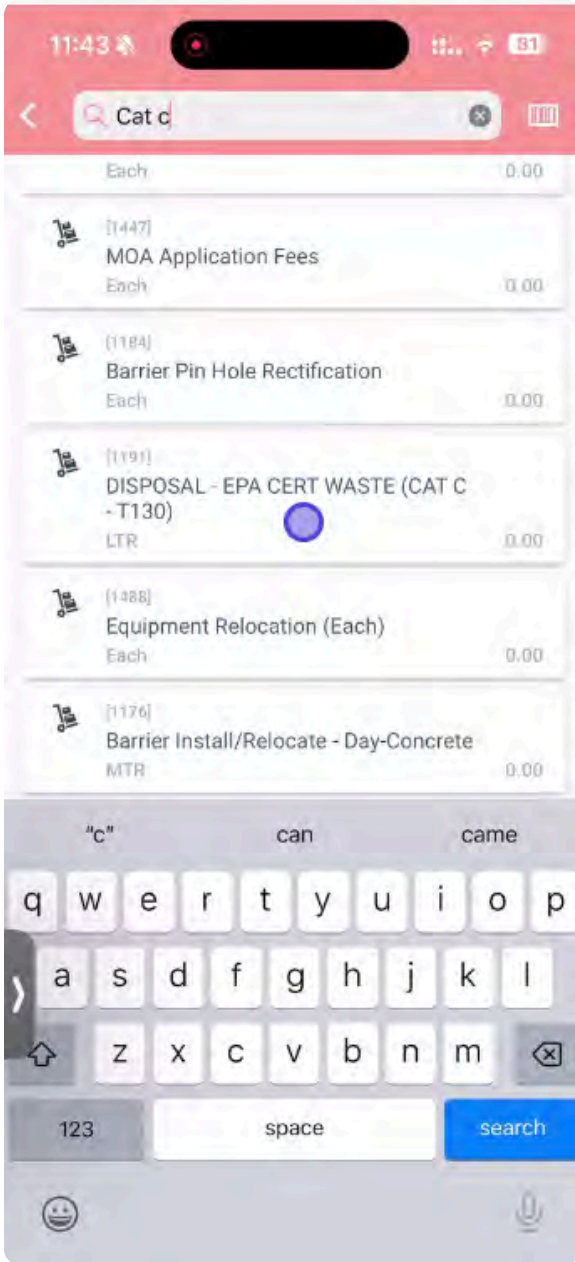 11:43
81
Cat c
Each 0.00
[1447]
MOA Application Fees
Each 0.00
[1184]
Barrier Pin Hole Rectification
Each 0.00
[1191]
DISPOSAL - EPA CERT WASTE (CAT C
- T130)
LTR 0.00
[1488]
Equipment Relocation (Each)
Each 0.00
[1176]
Barrier Install/Relocate - Day-Concrete
MTR 0.00
"c" can came
q w e r t y u i o p
a s d f g h j k l
z x c v b n m
123 space search